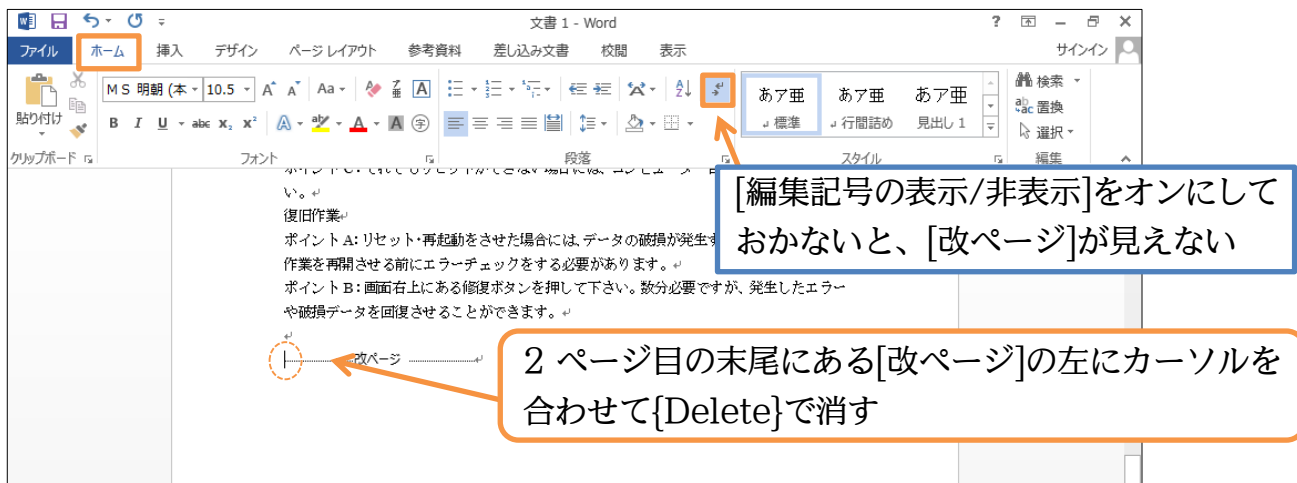 文書 1 - Word
ファイル ホーム 挿入 デザイン ページ レイアウト 参考資料 差し込み文書 校閲 表示 サインイン
貼り付け
ＭＳ 明朝 (本 10.5 A A Aa A
B I U abc x₂ x² A aby A A 字
あア亜 あア亜 あア亜
標準 行間詰め 見出し 1
検索
置換
選択
クリップボード フォント 段落 スタイル 編集
い。
復旧作業
ポイント A：リセット・再起動をさせた場合には、データの破損が発生す
作業を再開させる前にエラーチェックをする必要があります。
ポイント B：画面右上にある修復ボタンを押して下さい。数分必要ですが、発生したエラー
や破損データを回復させることができます。
改ページ
[編集記号の表示/非表示]をオンにして
おかないと、[改ページ]が見えない
2 ページ目の末尾にある[改ページ]の左にカーソルを
合わせて{Delete}で消す